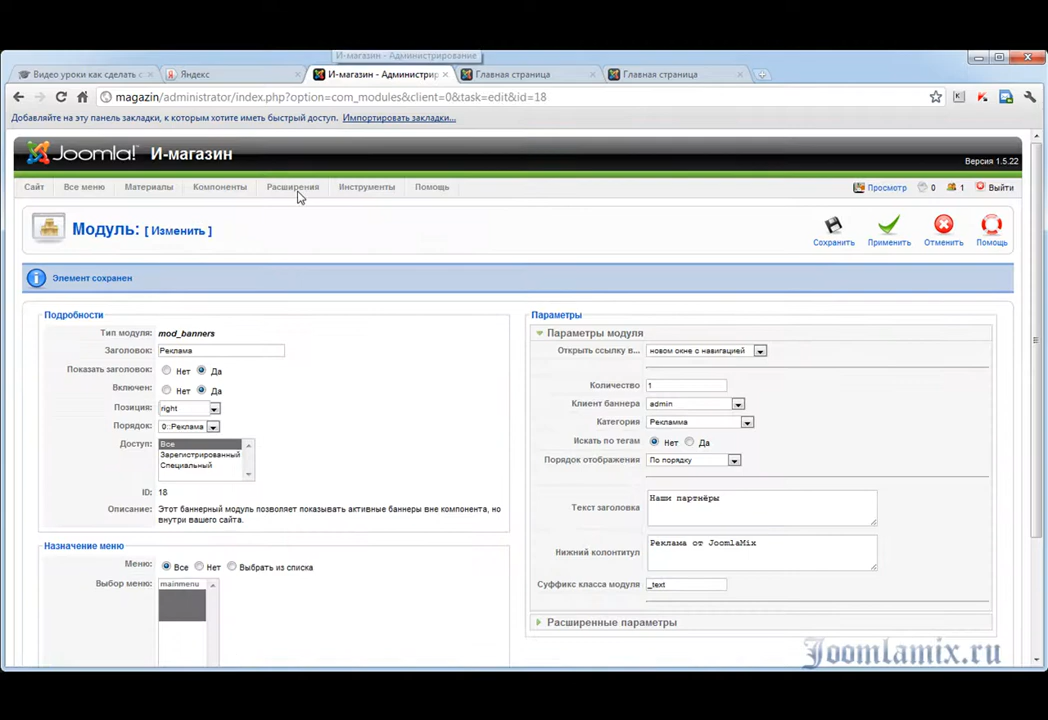 И-магазин - Администрирование
Видео уроки как сделать с
Яндекс
И-магазин - Администрир
Главная страница
Главная страница
magazin/administrator/index.php?option=com_modules&client=0&task=edit&id=18
Добавляйте на эту панель закладки, к которым хотите иметь быстрый доступ. Импортировать закладки...
Joomla! И-магазин
Версия 1.5.22
Сайт Все меню Материалы Компоненты Расширения Инструменты Помощь Просмотр 0 1 Выйти
Модуль: [ Изменить ]
Сохранить Применить Отменить Помощь
Элемент сохранен
Подробности
Тип модуля: mod_banners
Заголовок: Реклама
Показать заголовок: Нет Да
Включен: Нет Да
Позиция: right
Порядок: 0::Реклама
Доступ: Все
Зарегистрированный
Специальный
ID: 18
Описание: Этот баннерный модуль позволяет показывать активные баннеры вне компонента, но
внутри вашего сайта.
Назначение меню
Меню: Все Нет Выбрать из списка
Выбор меню: mainmenu
Параметры
Параметры модуля
Открыть ссылку в... новом окне с навигацией
Количество 1
Клиент баннера admin
Категория Рекламма
Искать по тегам Нет Да
Порядок отображения По порядку
Текст заголовка Наши партнёры
Нижний колонтитул Реклама от JoomlaMix
Суффикс класса модуля _text
Расширенные параметры
Joomlamix.ru